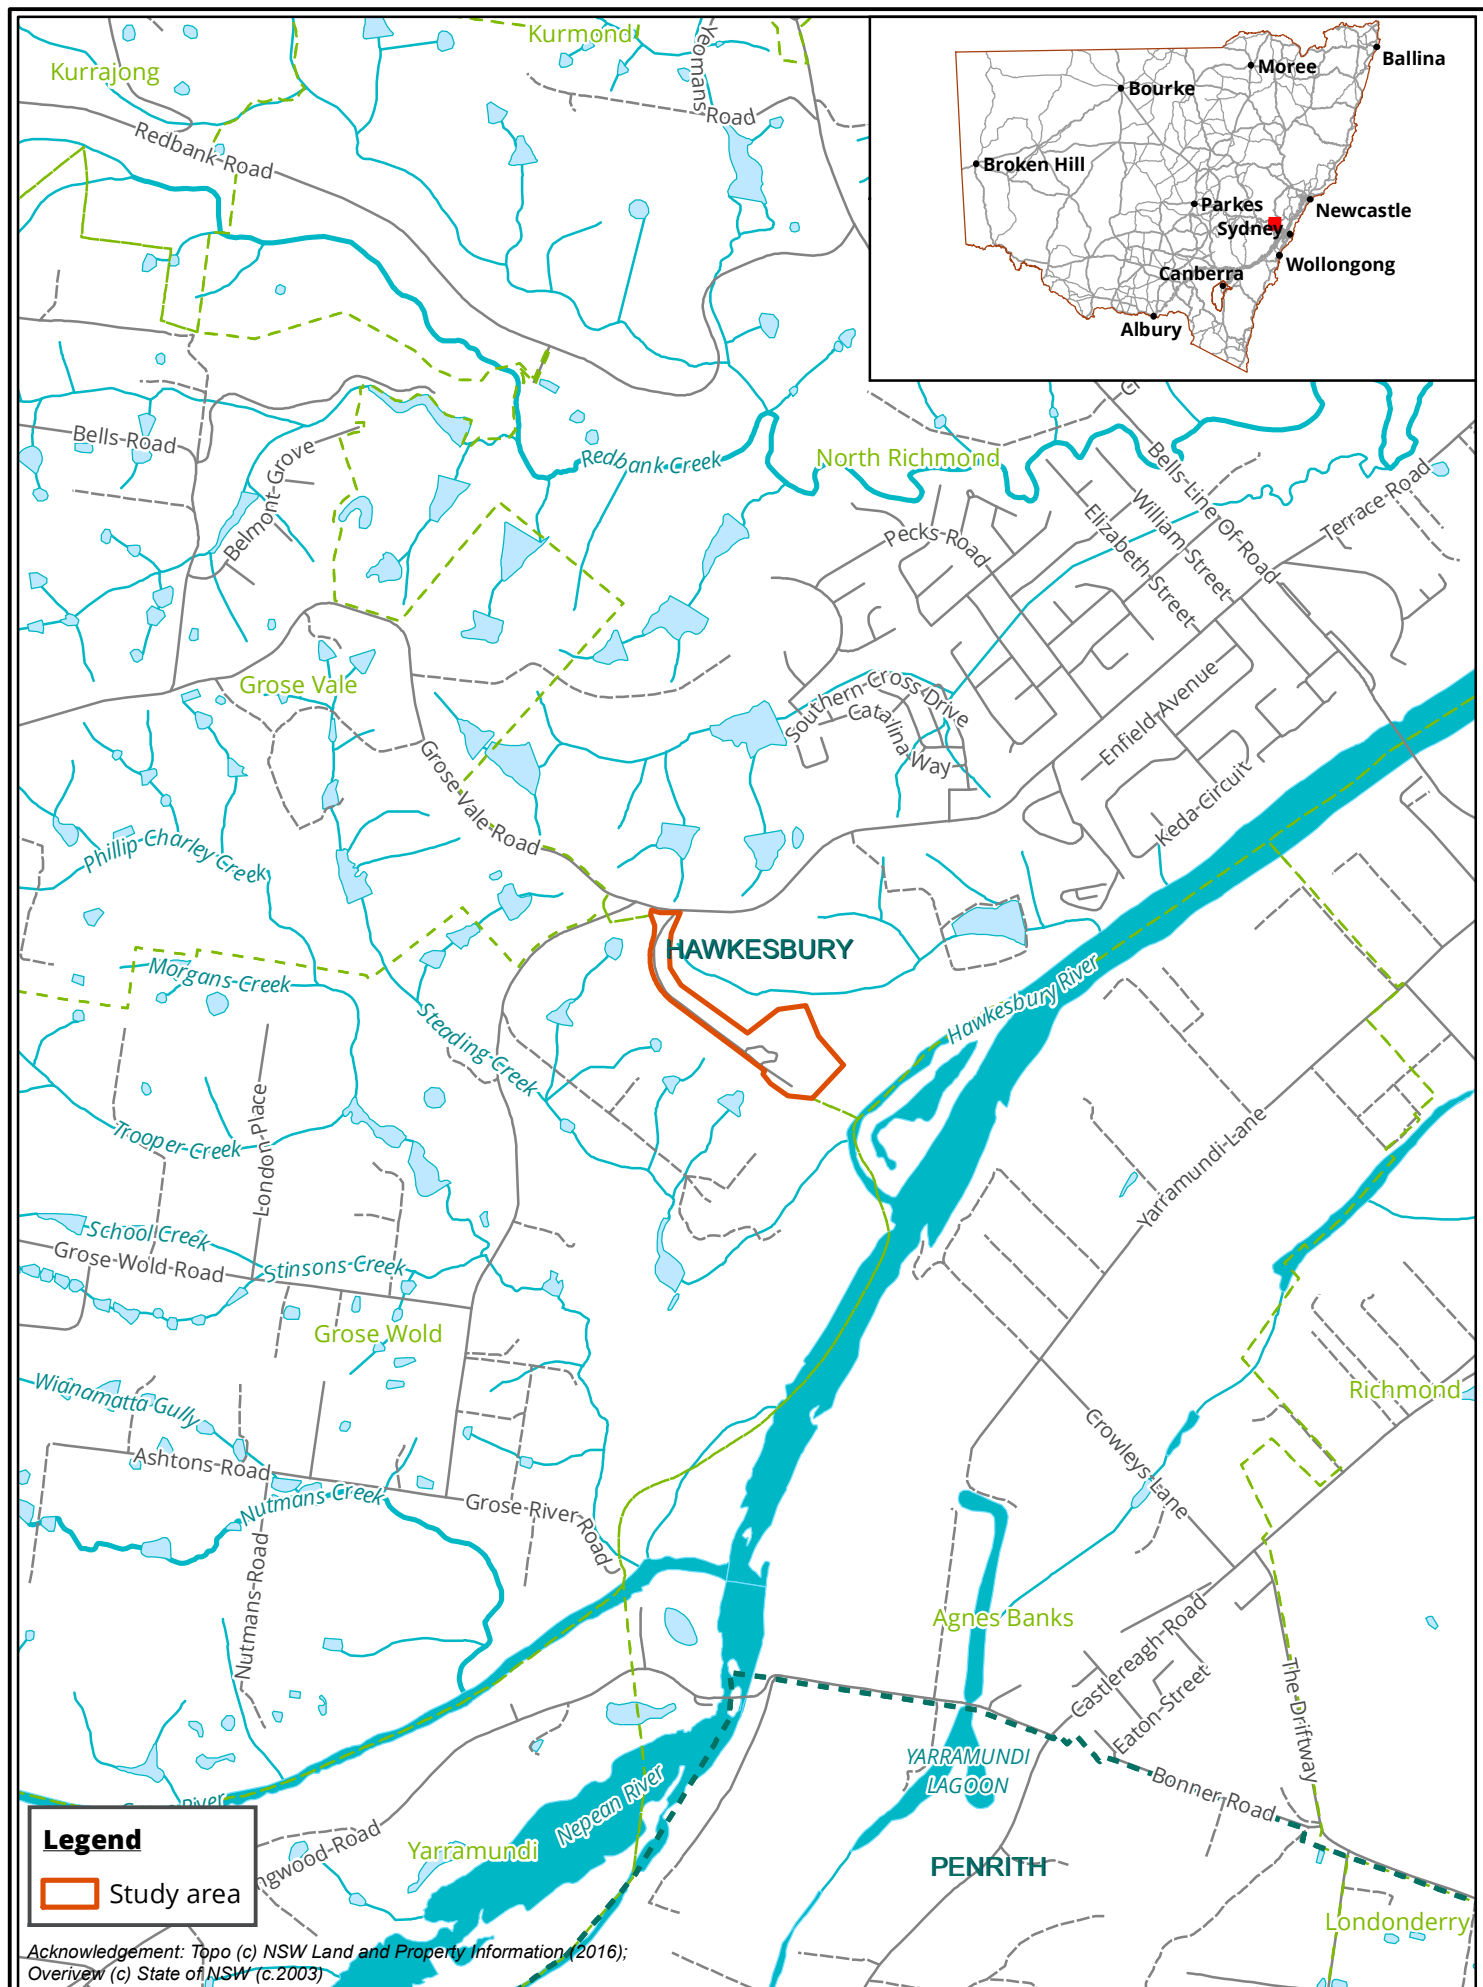 Kurmond
Kurrajong
Yeomans Road
Redbank Road
Ballina
Moree
Bourke
Broken Hill
Parkes
Newcastle
Sydney
Wollongong
Canberra
Albury
Bells Road
Belmont Grove
Redbank Creek
North Richmond
Bells Line Of Road
William Street
Elizabeth Street
Terrace Road
Pecks Road
Grose Vale
Southern Cross Drive
Catalina Way
Enfield Avenue
Keda Circuit
Grose Vale Road
Phillip Charley Creek
HAWKESBURY
Morgans Creek
Hawkesbury River
Steading Creek
London Place
Trooper Creek
Yarramundi Lane
School Creek
Grose Wold Road
Stinsons Creek
Grose Wold
Wianamatta Gully
Richmond
Crowleys Lane
Ashtons Road
Nutmans Creek
Grose River Road
Nutmans Road
Agnes Banks
Castlereagh Road
Eaton Street
The Driftway
YARRAMUNDI
LAGOON
Bonner Road
Nepean River
River
Yarramundi
ngwood Road
PENRITH
Londonderry
Legend
Study area
Acknowledgement: Topo (c) NSW Land and Property Information (2016);
Overivew (c) State of NSW (c.2003)